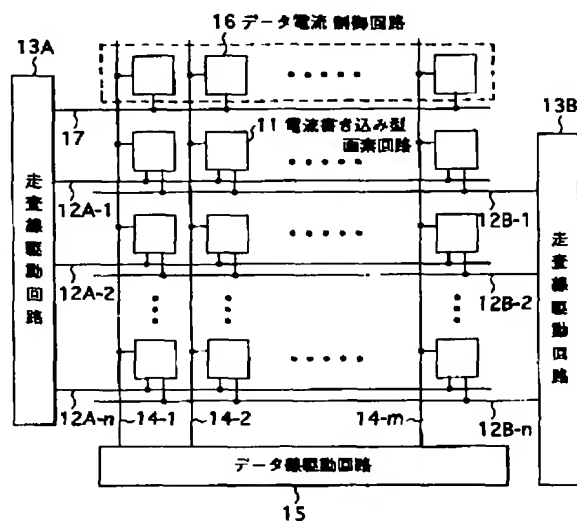 16 データ電流 制御回路
13A
13B
17
11 電流書き込み型
画素回路
走査線駆動回路
走査線駆動回路
12A-1
12B-1
12A-2
12B-2
12A-n
14-1
14-2
14-m
12B-n
データ線駆動回路
15